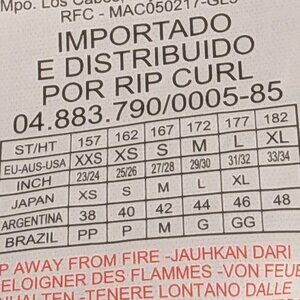 Mpo. Los Cabos,
RFC - MAC050217-GL
IMPORTADO
E DISTRIBUIDO
POR RIP CURL
04.883.790/0005-85
ST/HT 157 162 167 172 177 182
EU-AUS-USA XXS XS S M L XL
INCH 23/24 25/26 27/28 29/30 31/32 33/34
JAPAN XS S M L XL
ARGENTINA 38 40 42 44 46 48
BRAZIL PP P M G GG
P AWAY FROM FIRE -JAUHKAN DARI
ELOIGNER DES FLAMMES -VON FEUE
HALTEN -TENERE LONTANO DALLE